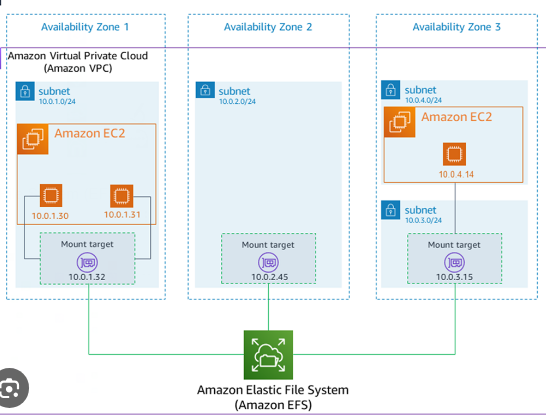 Availability Zone 1
Availability Zone 2
Availability Zone 3
Amazon Virtual Private Cloud
(Amazon VPC)
subnet
10.0.1.0/24
Amazon EC2
10.0.1.30
10.0.1.31
Mount target
10.0.1.32
subnet
10.0.2.0/24
Mount target
10.0.2.45
subnet
10.0.4.0/24
Amazon EC2
10.0.4.14
subnet
10.0.3.0/24
Mount target
10.0.3.15
Amazon Elastic File System
(Amazon EFS)